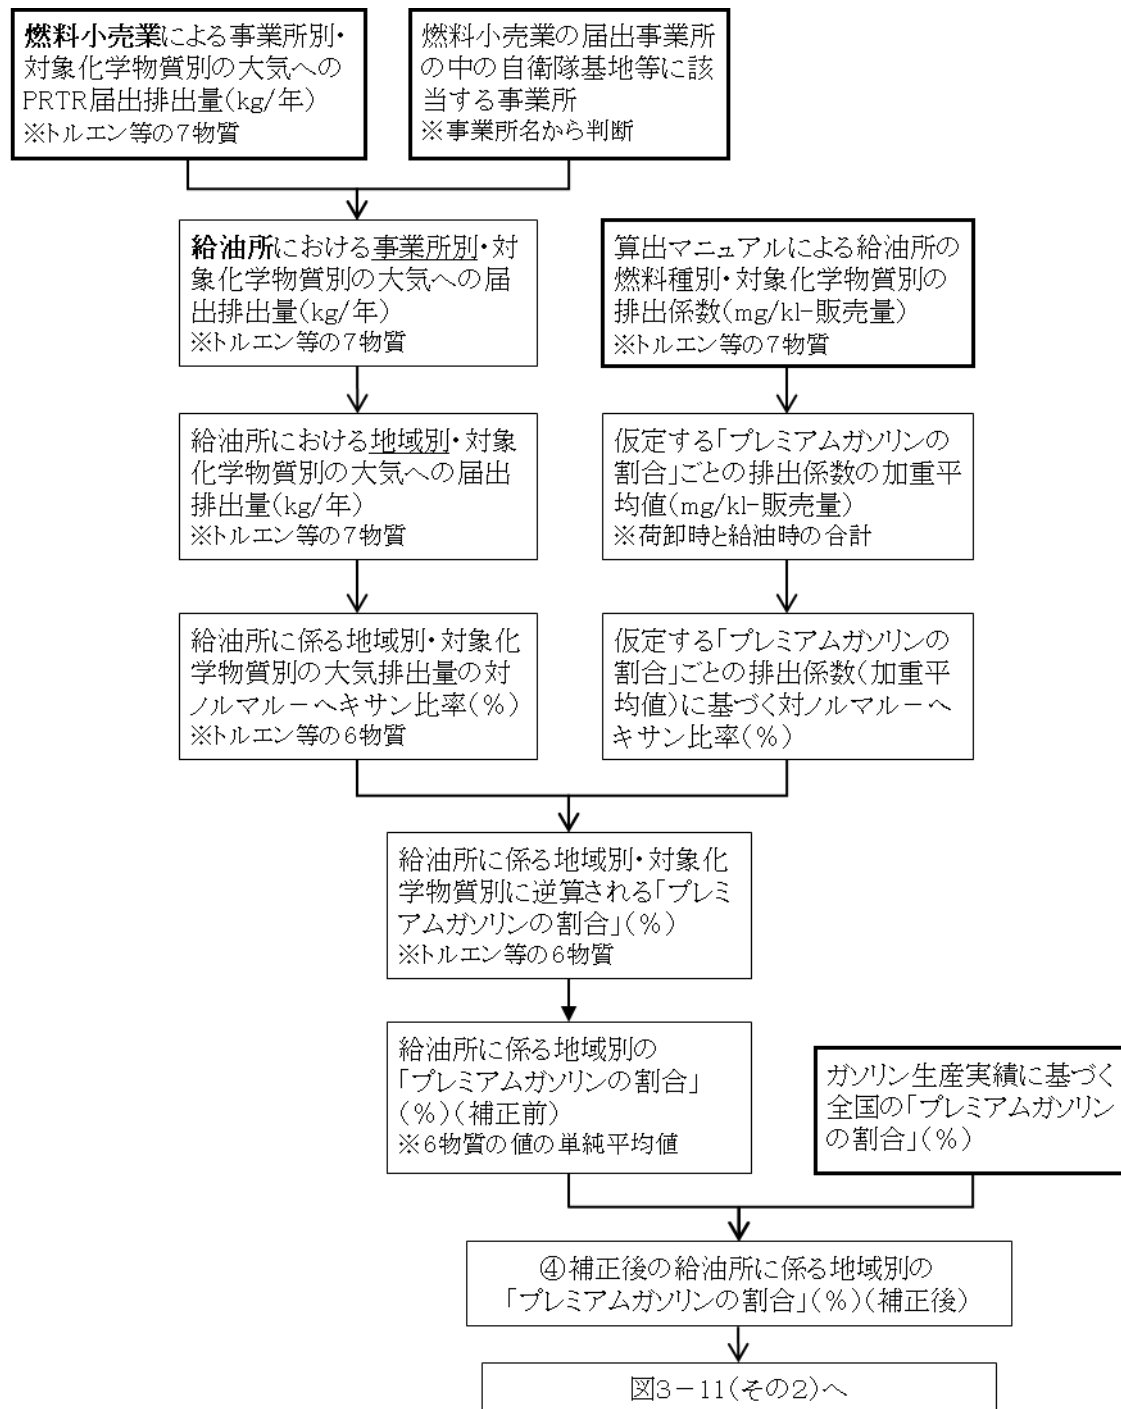 燃料小売業による事業所別・
対象化学物質別の大気への
PRTR届出排出量(kg/年)
※トルエン等の7物質
燃料小売業の届出事業所
の中の自衛隊基地等に該
当する事業所
※事業所名から判断
給油所における事業所別・対
象化学物質別の大気への届
出排出量(kg/年)
※トルエン等の7物質
算出マニュアルによる給油所の
燃料種別・対象化学物質別の
排出係数(mg/kl-販売量)
※トルエン等の7物質
給油所における地域別・対象
化学物質別の大気への届出
排出量(kg/年)
※トルエン等の7物質
仮定する「プレミアムガソリンの
割合」ごとの排出係数の加重平
均値(mg/kl-販売量)
※荷卸時と給油時の合計
給油所に係る地域別・対象化
学物質別の大気排出量の対
ノルマル－ヘキサン比率(%)
※トルエン等の6物質
仮定する「プレミアムガソリンの
割合」ごとの排出係数(加重平
均値)に基づく対ノルマル－ヘ
キサン比率(%)
給油所に係る地域別・対象化
学物質別に逆算される「プレミ
アムガソリンの割合」(%)
※トルエン等の6物質
給油所に係る地域別の
「プレミアムガソリンの割合」
(%)(補正前)
※6物質の値の単純平均値
ガソリン生産実績に基づく
全国の「プレミアムガソリン
の割合」(%)
④補正後の給油所に係る地域別の
「プレミアムガソリンの割合」(%)(補正後)
図3－11(その2)へ